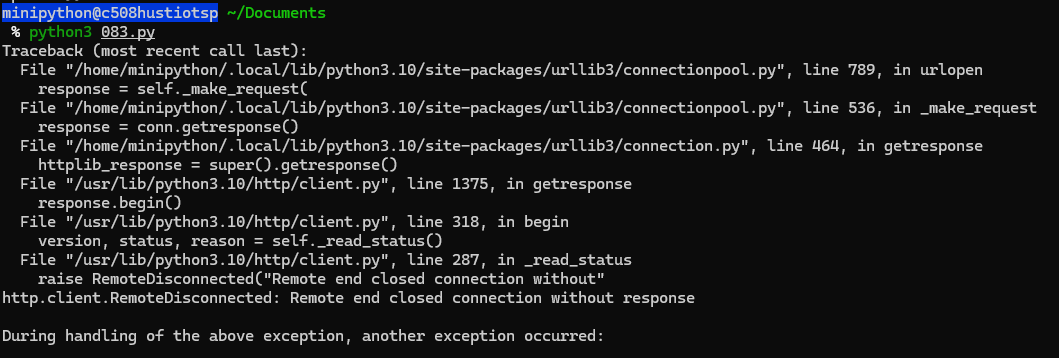 minipython@c508hustiotsp ~/Documents
% python3 083.py
Traceback (most recent call last):
  File "/home/minipython/.local/lib/python3.10/site-packages/urllib3/connectionpool.py", line 789, in urlopen
    response = self._make_request(
  File "/home/minipython/.local/lib/python3.10/site-packages/urllib3/connectionpool.py", line 536, in _make_request
    response = conn.getresponse()
  File "/home/minipython/.local/lib/python3.10/site-packages/urllib3/connection.py", line 464, in getresponse
    httplib_response = super().getresponse()
  File "/usr/lib/python3.10/http/client.py", line 1375, in getresponse
    response.begin()
  File "/usr/lib/python3.10/http/client.py", line 318, in begin
    version, status, reason = self._read_status()
  File "/usr/lib/python3.10/http/client.py", line 287, in _read_status
    raise RemoteDisconnected("Remote end closed connection without"
http.client.RemoteDisconnected: Remote end closed connection without response

During handling of the above exception, another exception occurred: